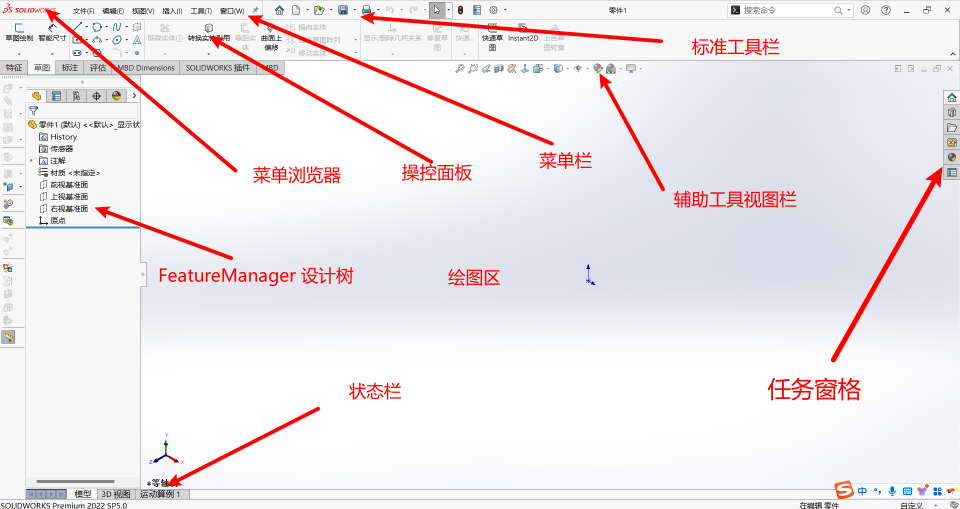 SOLIDWORKS 文件(F) 编辑(E) 视图(V) 插入(I) 工具(T) 窗口(W) 零件1 搜索命令
草图绘制 智能尺寸 剪裁实体(T) 转换实体引用 等距实体 曲面上偏移 镜向实体
线性草图阵列
移动实体
显示/删除几何关系 修复草图 快速草图 Instant2D 上色草图轮廓
标准工具栏
特征 草图 标注 评估 MBD Dimensions SOLIDWORKS 插件 MBD
零件1 (默认) <<默认>_显示状
History
传感器
注解
材质 <未指定>
前视基准面
上视基准面
右视基准面
原点
菜单浏览器
操控面板
菜单栏
辅助工具视图栏
FeatureManager 设计树
绘图区
状态栏
任务窗格
Y
Z X
*等轴
模型 3D 视图 运动算例 1
中
SOLIDWORKS Premium 2022 SP5.0 在编辑 零件 自定义